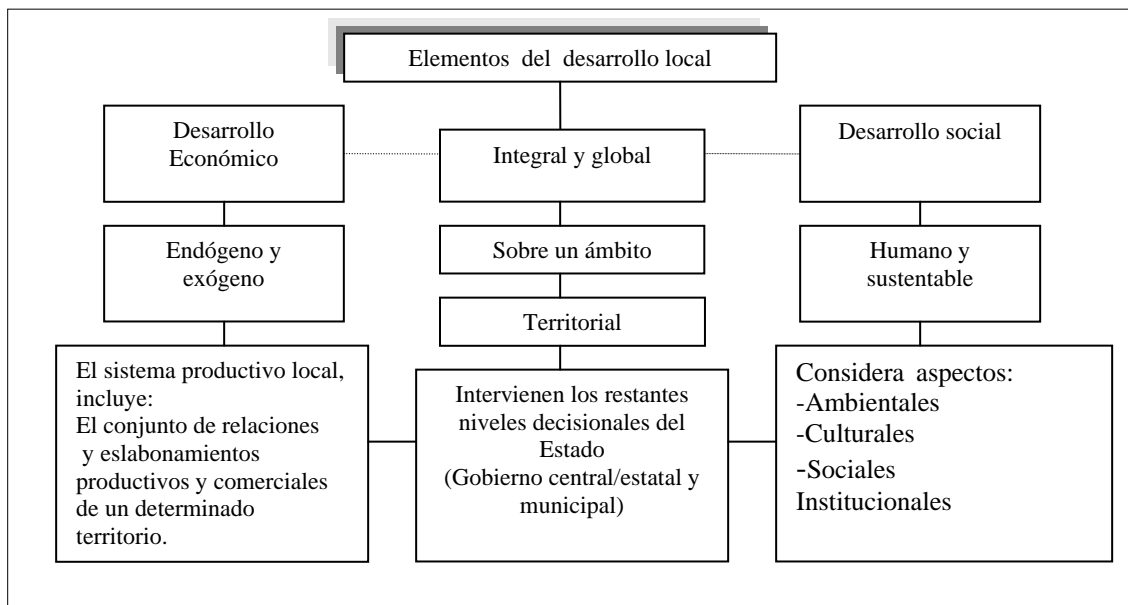 Elementos del desarrollo local
Desarrollo
Económico
Integral y global
Desarrollo social
Endógeno y
exógeno
Sobre un ámbito
Humano y
sustentable
Territorial
El sistema productivo local,
incluye:
El conjunto de relaciones
y eslabonamientos
productivos y comerciales
de un determinado
territorio.
Intervienen los restantes
niveles decisionales del
Estado
(Gobierno central/estatal y
municipal)
Considera aspectos:
-Ambientales
-Culturales
-Sociales
Institucionales